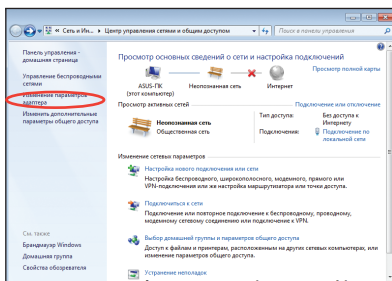 « Сеть и Ин... ▸ Центр управления сетями и общим доступом
Поиск в панели управления
Панель управления -
домашняя страница
Управление беспроводными
сетями
Изменение параметров
адаптера
Изменить дополнительные
параметры общего доступа
См. также
Брандмауэр Windows
Домашняя группа
Свойства обозревателя
Просмотр основных сведений о сети и настройка подключений
Просмотр полной карты
ASUS-ПК
(этот компьютер)
Неопознанная сеть
Интернет
Просмотр активных сетей
Подключение или отключение
Неопознанная сеть
Общественная сеть
Тип доступа: Без доступа к
Интернету
Подключения: Подключение по
локальной сети
Изменение сетевых параметров
Настройка нового подключения или сети
Настройка беспроводного, широкополосного, модемного, прямого или
VPN-подключения или же настройка маршрутизатора или точки доступа.
Подключиться к сети
Подключение или повторное подключение к беспроводному, проводному,
модемному сетевому соединению или подключение к VPN.
Выбор домашней группы и параметров общего доступа
Доступ к файлам и принтерам, расположенным на других сетевых компьютерах, или
изменение параметров общего доступа.
Устранение неполадок